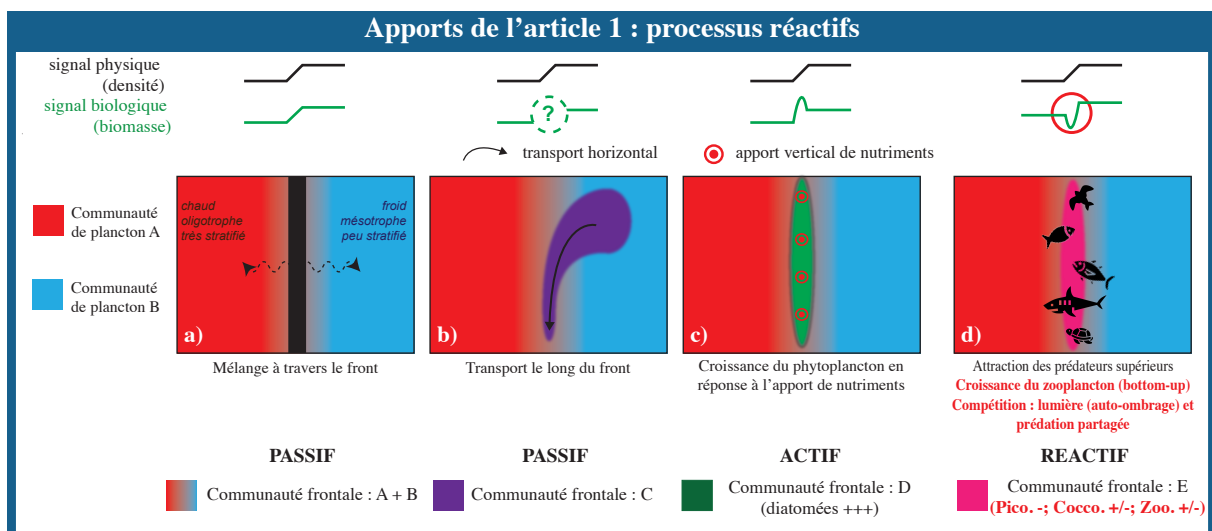 Apports de l'article 1 : processus réactifs
signal physique
(densité)
signal biologique
(biomasse)
?
transport horizontal
apport vertical de nutriments
Communauté
de plancton A
Communauté
de plancton B
chaud
oligotrophe
très stratifié
froid
mésotrophe
peu stratifié
a)
b)
c)
d)
Mélange à travers le front
Transport le long du front
Croissance du phytoplancton en
réponse à l'apport de nutriments
Attraction des prédateurs supérieurs
Croissance du zooplancton (bottom-up)
Compétition : lumière (auto-ombrage) et
prédation partagée
PASSIF
PASSIF
ACTIF
REACTIF
Communauté frontale : A + B
Communauté frontale : C
Communauté frontale : D
(diatomées +++)
Communauté frontale : E
(Pico. -; Cocco. +/-; Zoo. +/-)